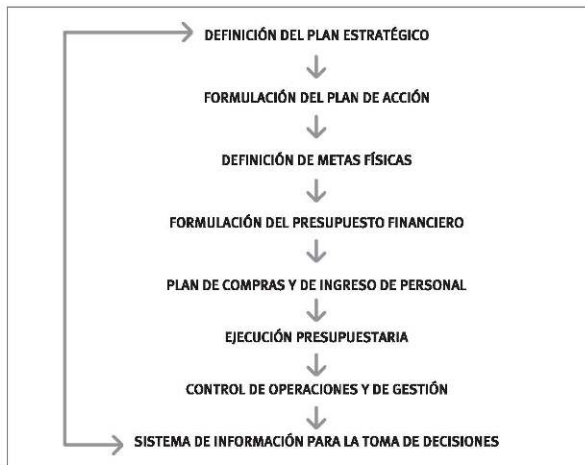 DEFINICIÓN DEL PLAN ESTRATÉGICO
FORMULACIÓN DEL PLAN DE ACCIÓN
DEFINICIÓN DE METAS FÍSICAS
FORMULACIÓN DEL PRESUPUESTO FINANCIERO
PLAN DE COMPRAS Y DE INGRESO DE PERSONAL
EJECUCIÓN PRESUPUESTARIA
CONTROL DE OPERACIONES Y DE GESTIÓN
SISTEMA DE INFORMACIÓN PARA LA TOMA DE DECISIONES